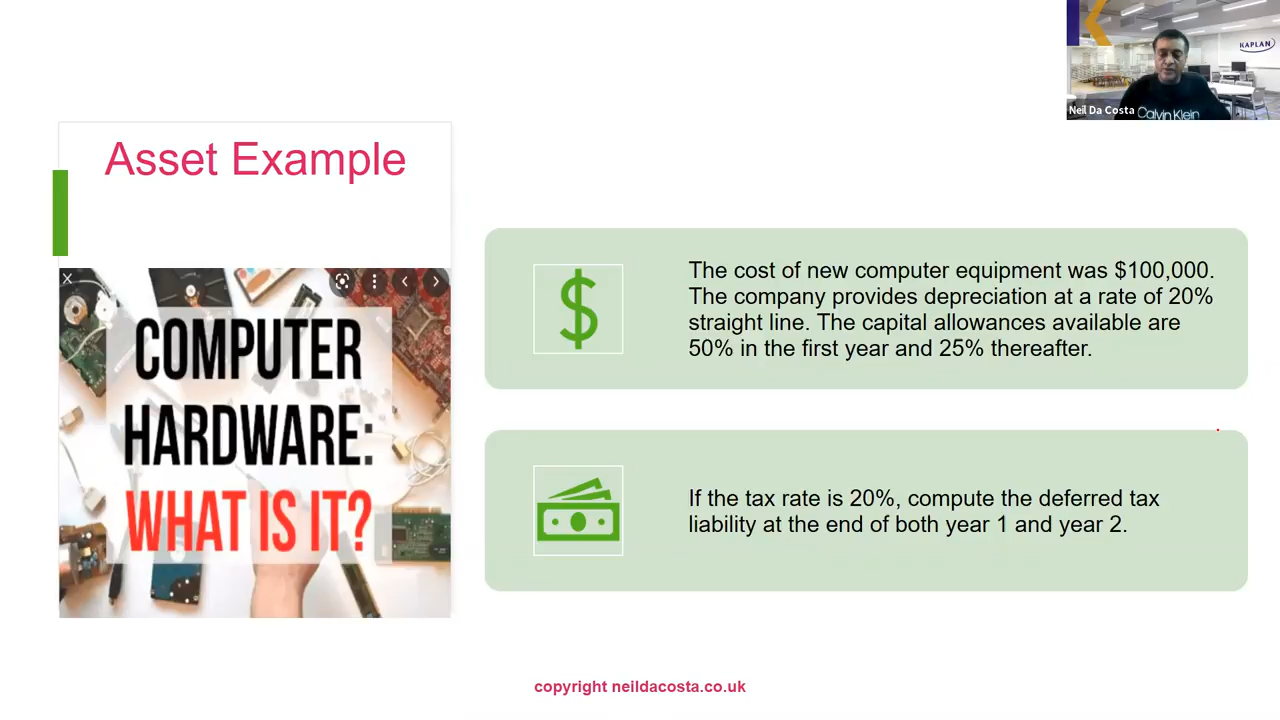 KAPLAN
Neil Da Costa
Calvin Klein
Asset Example
COMPUTER
HARDWARE:
WHAT IS IT?
The cost of new computer equipment was $100,000.
The company provides depreciation at a rate of 20%
straight line. The capital allowances available are
50% in the first year and 25% thereafter.
If the tax rate is 20%, compute the deferred tax
liability at the end of both year 1 and year 2.
copyright neildacosta.co.uk